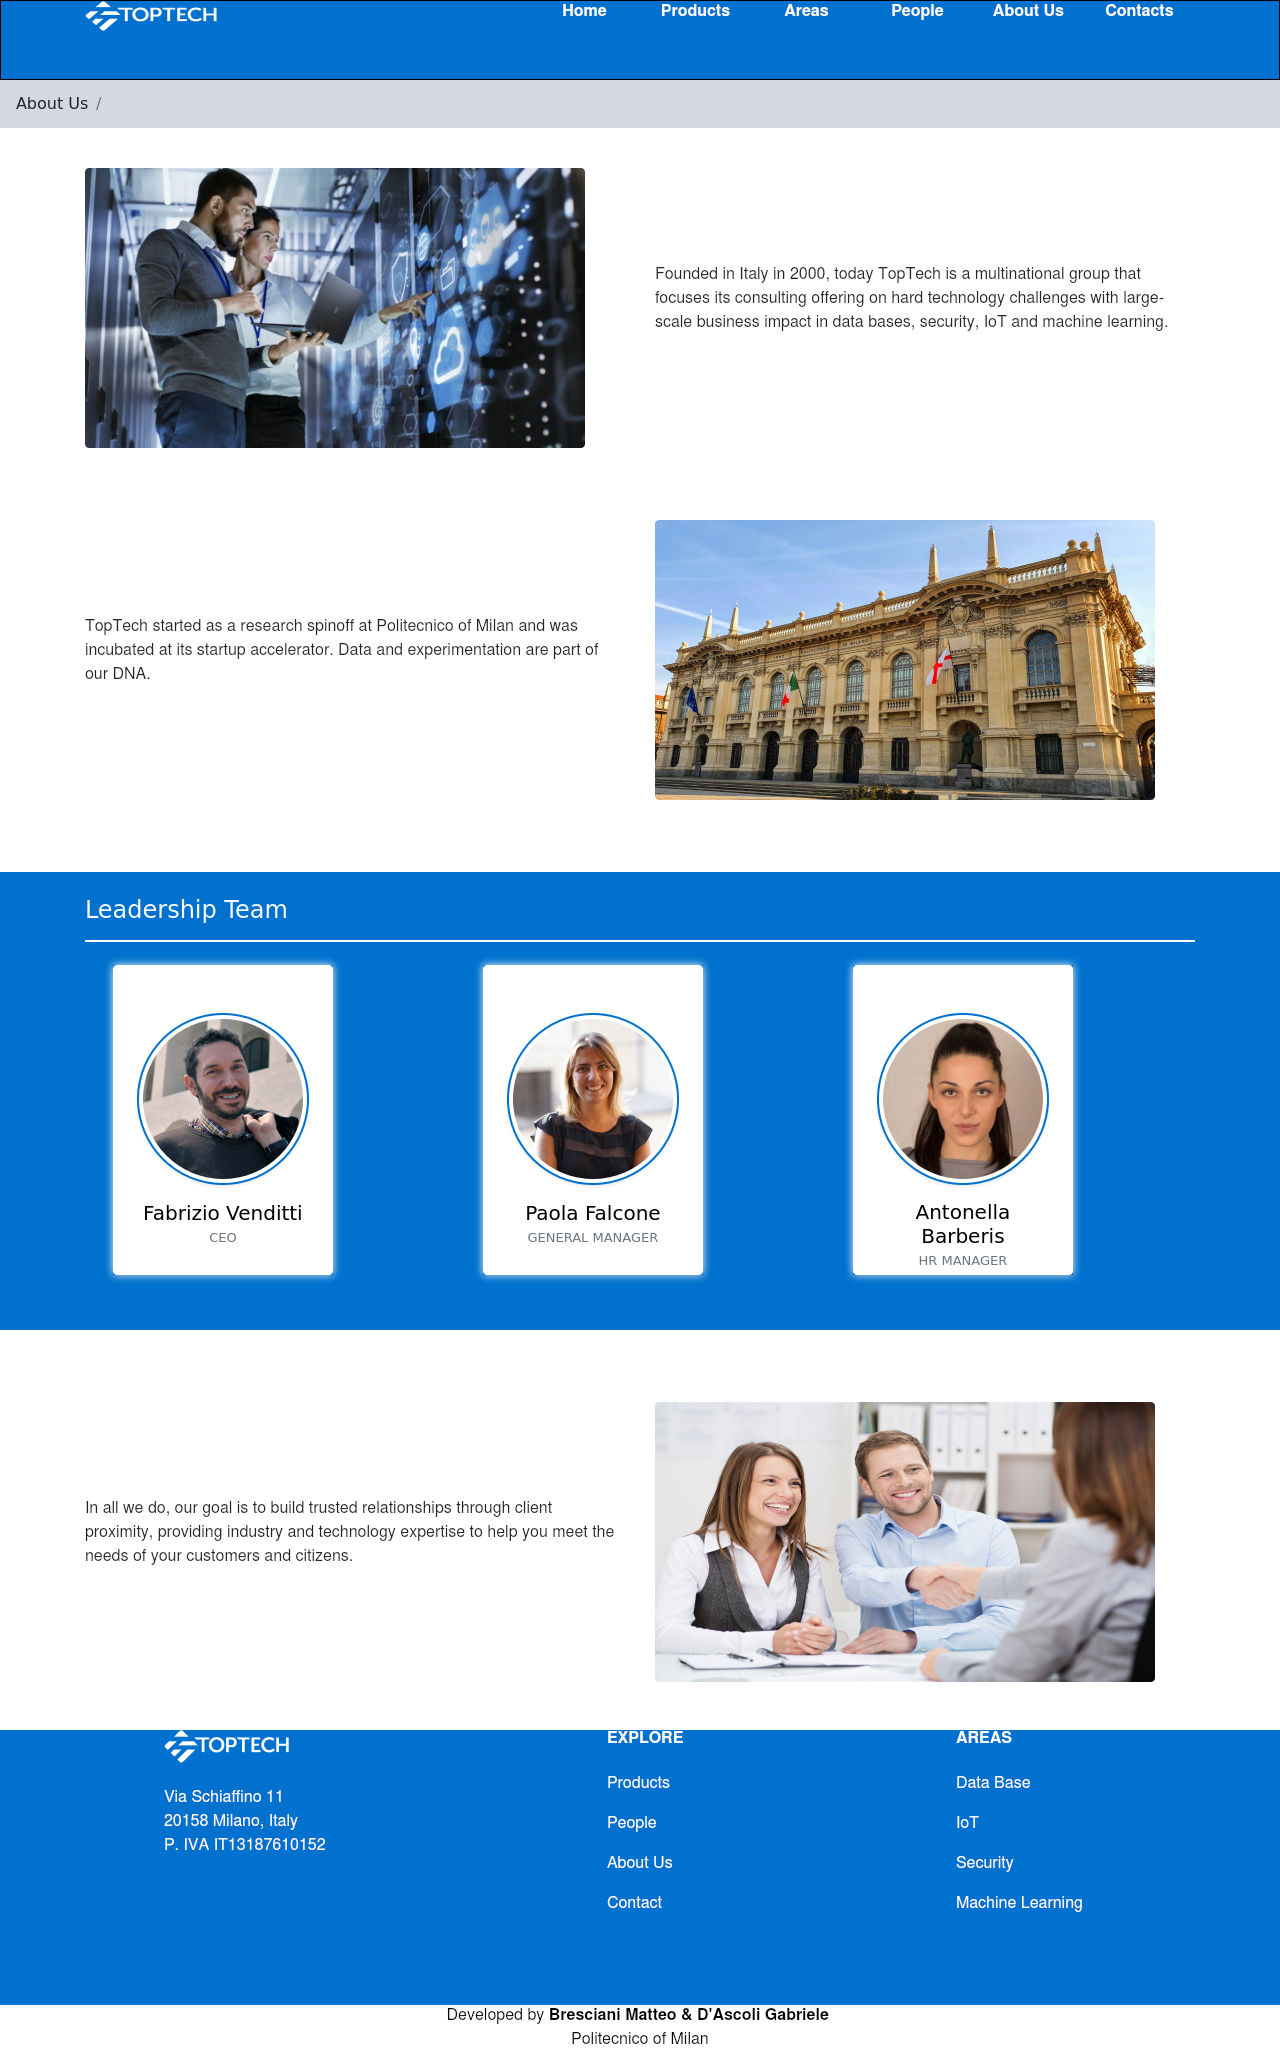 TOPTECH
Home Products Areas People About Us Contacts
About Us /
Founded in Italy in 2000, today TopTech is a multinational group that
focuses its consulting offering on hard technology challenges with large-
scale business impact in data bases, security, IoT and machine learning.
TopTech started as a research spinoff at Politecnico of Milan and was
incubated at its startup accelerator. Data and experimentation are part of
our DNA.
Leadership Team
Fabrizio Venditti
CEO
Paola Falcone
GENERAL MANAGER
Antonella
Barberis
HR MANAGER
In all we do, our goal is to build trusted relationships through client
proximity, providing industry and technology expertise to help you meet the
needs of your customers and citizens.
TOPTECH
Via Schiaffino 11
20158 Milano, Italy
P. IVA IT13187610152
EXPLORE
Products
People
About Us
Contact
AREAS
Data Base
IoT
Security
Machine Learning
Developed by Bresciani Matteo & D'Ascoli Gabriele
Politecnico of Milan